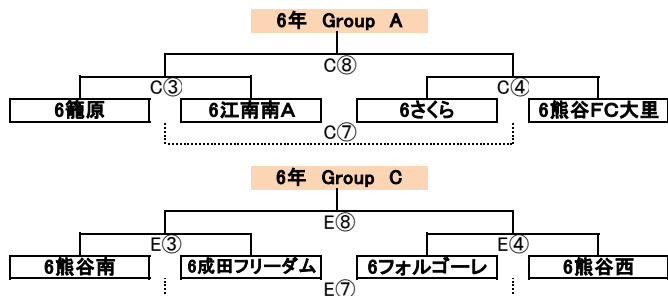 6年 Group A
C⑧
C③ C④
6籠原 6江南南A 6さくら 6熊谷FC大里
C⑦
6年 Group C
E⑧
E③ E④
6熊谷南 6成田フリーダム 6フォルゴーレ 6熊谷西
E⑦